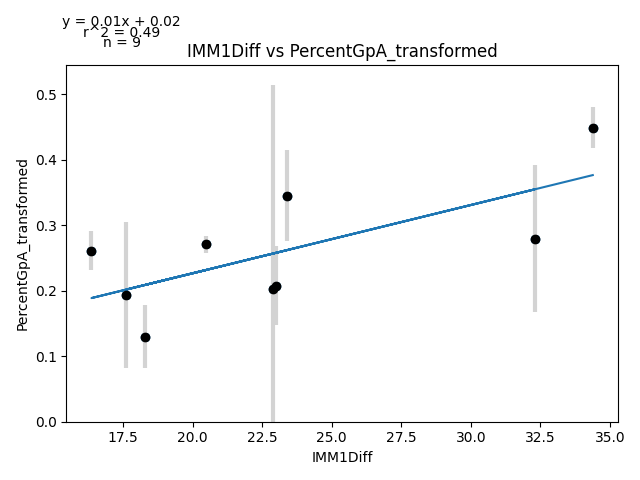 y = 0.01x + 0.02
r^2 = 0.49
n = 9
IMM1Diff vs PercentGpA_transformed
PercentGpA_transformed
0.5
0.4
0.3
0.2
0.1
0.0
17.5 20.0 22.5 25.0 27.5 30.0 32.5 35.0
IMM1Diff